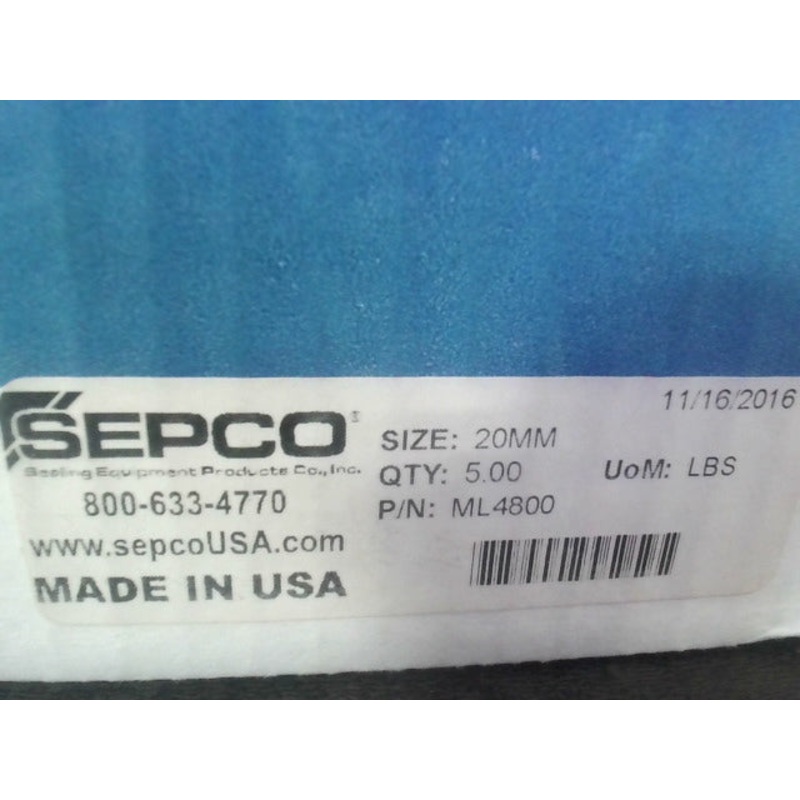 SEPCO
Sealing Equipment Products Co., Inc.
800-633-4770
www.sepcoUSA.com
MADE IN USA
11/16/2016
SIZE: 20MM
QTY: 5.00 UoM: LBS
P/N: ML4800